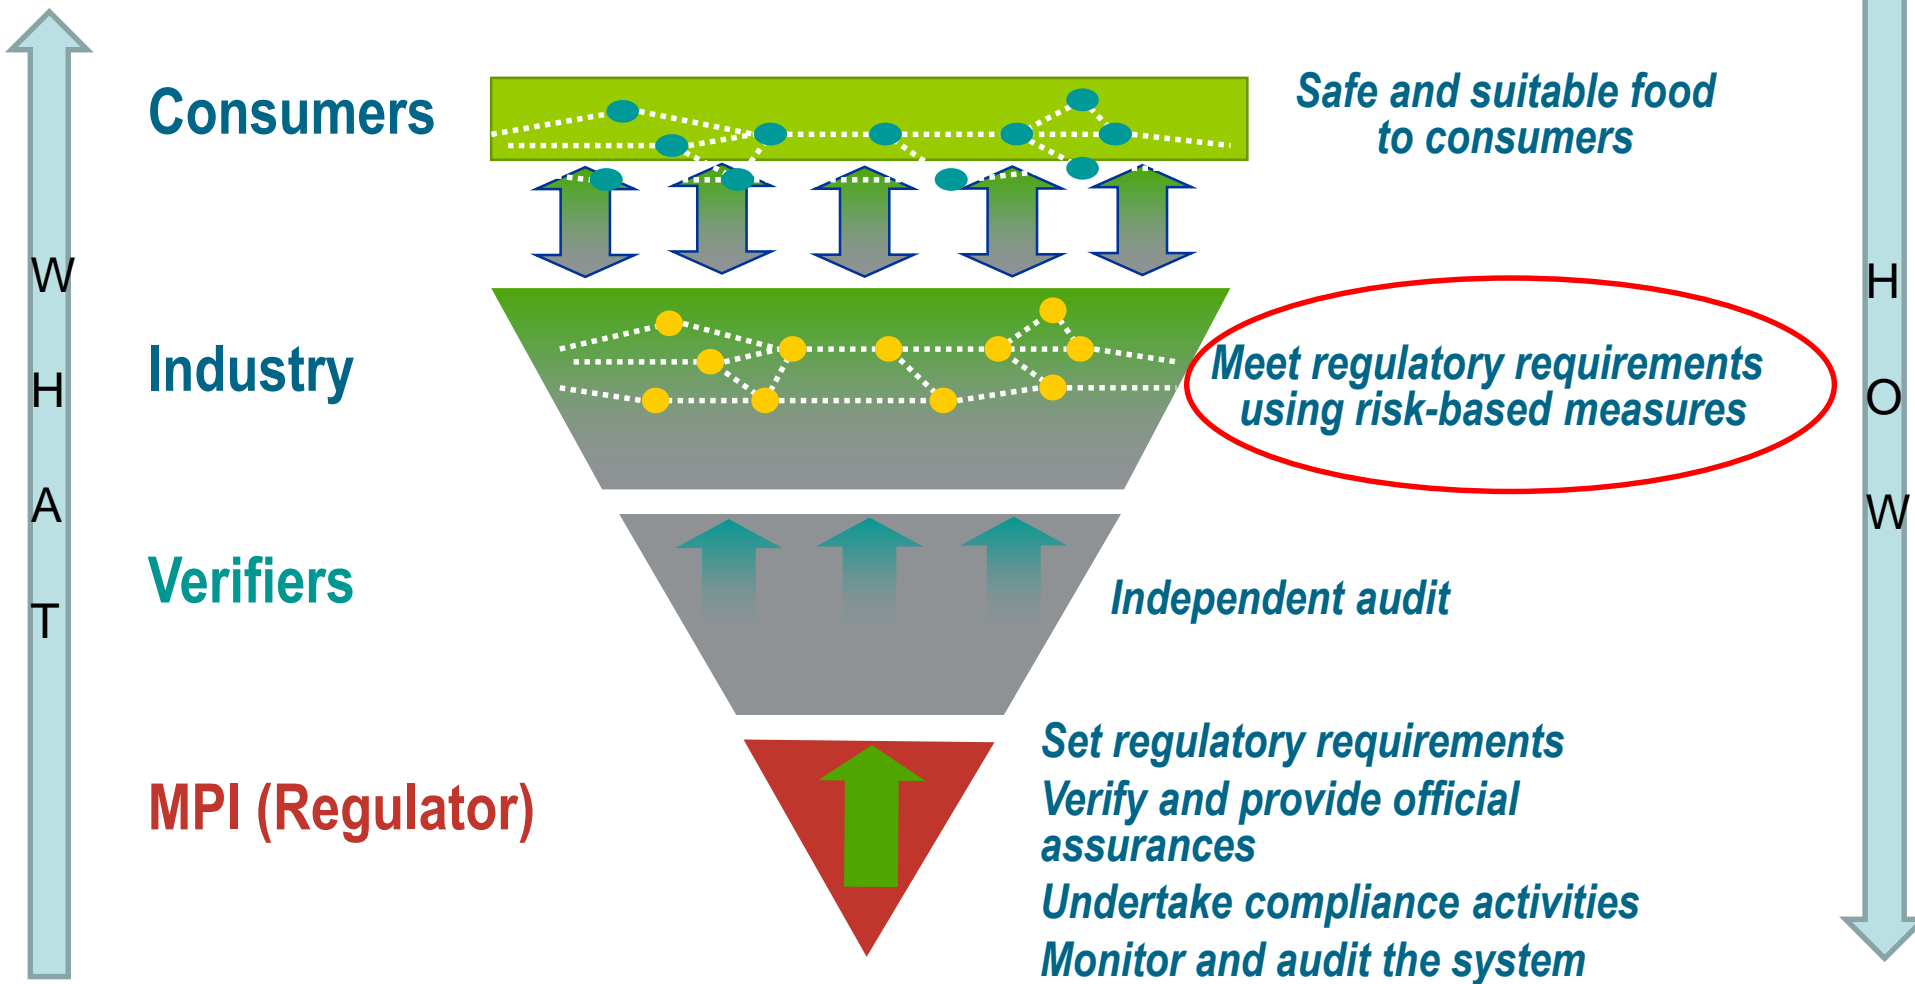 Consumers
Safe and suitable food
to consumers
W
H
A
T
H
O
W
Industry
Meet regulatory requirements
using risk-based measures
Verifiers
Independent audit
MPI (Regulator)
Set regulatory requirements
Verify and provide official
assurances
Undertake compliance activities
Monitor and audit the system